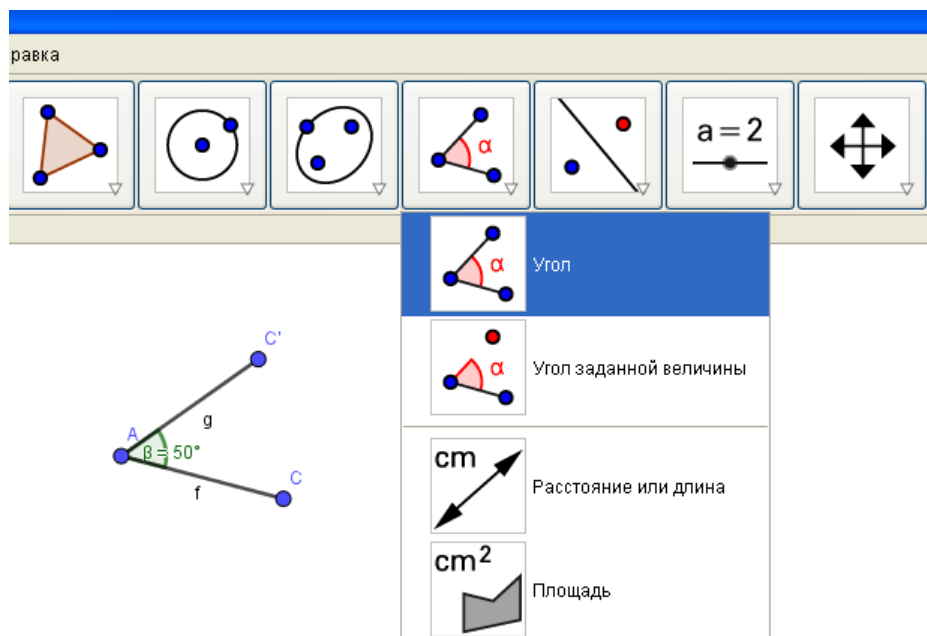 равка
α
a = 2
α
Угол
α
Угол заданной величины
cm
Расстояние или длина
cm²
Площадь
C'
g
A
β = 50°
C
f